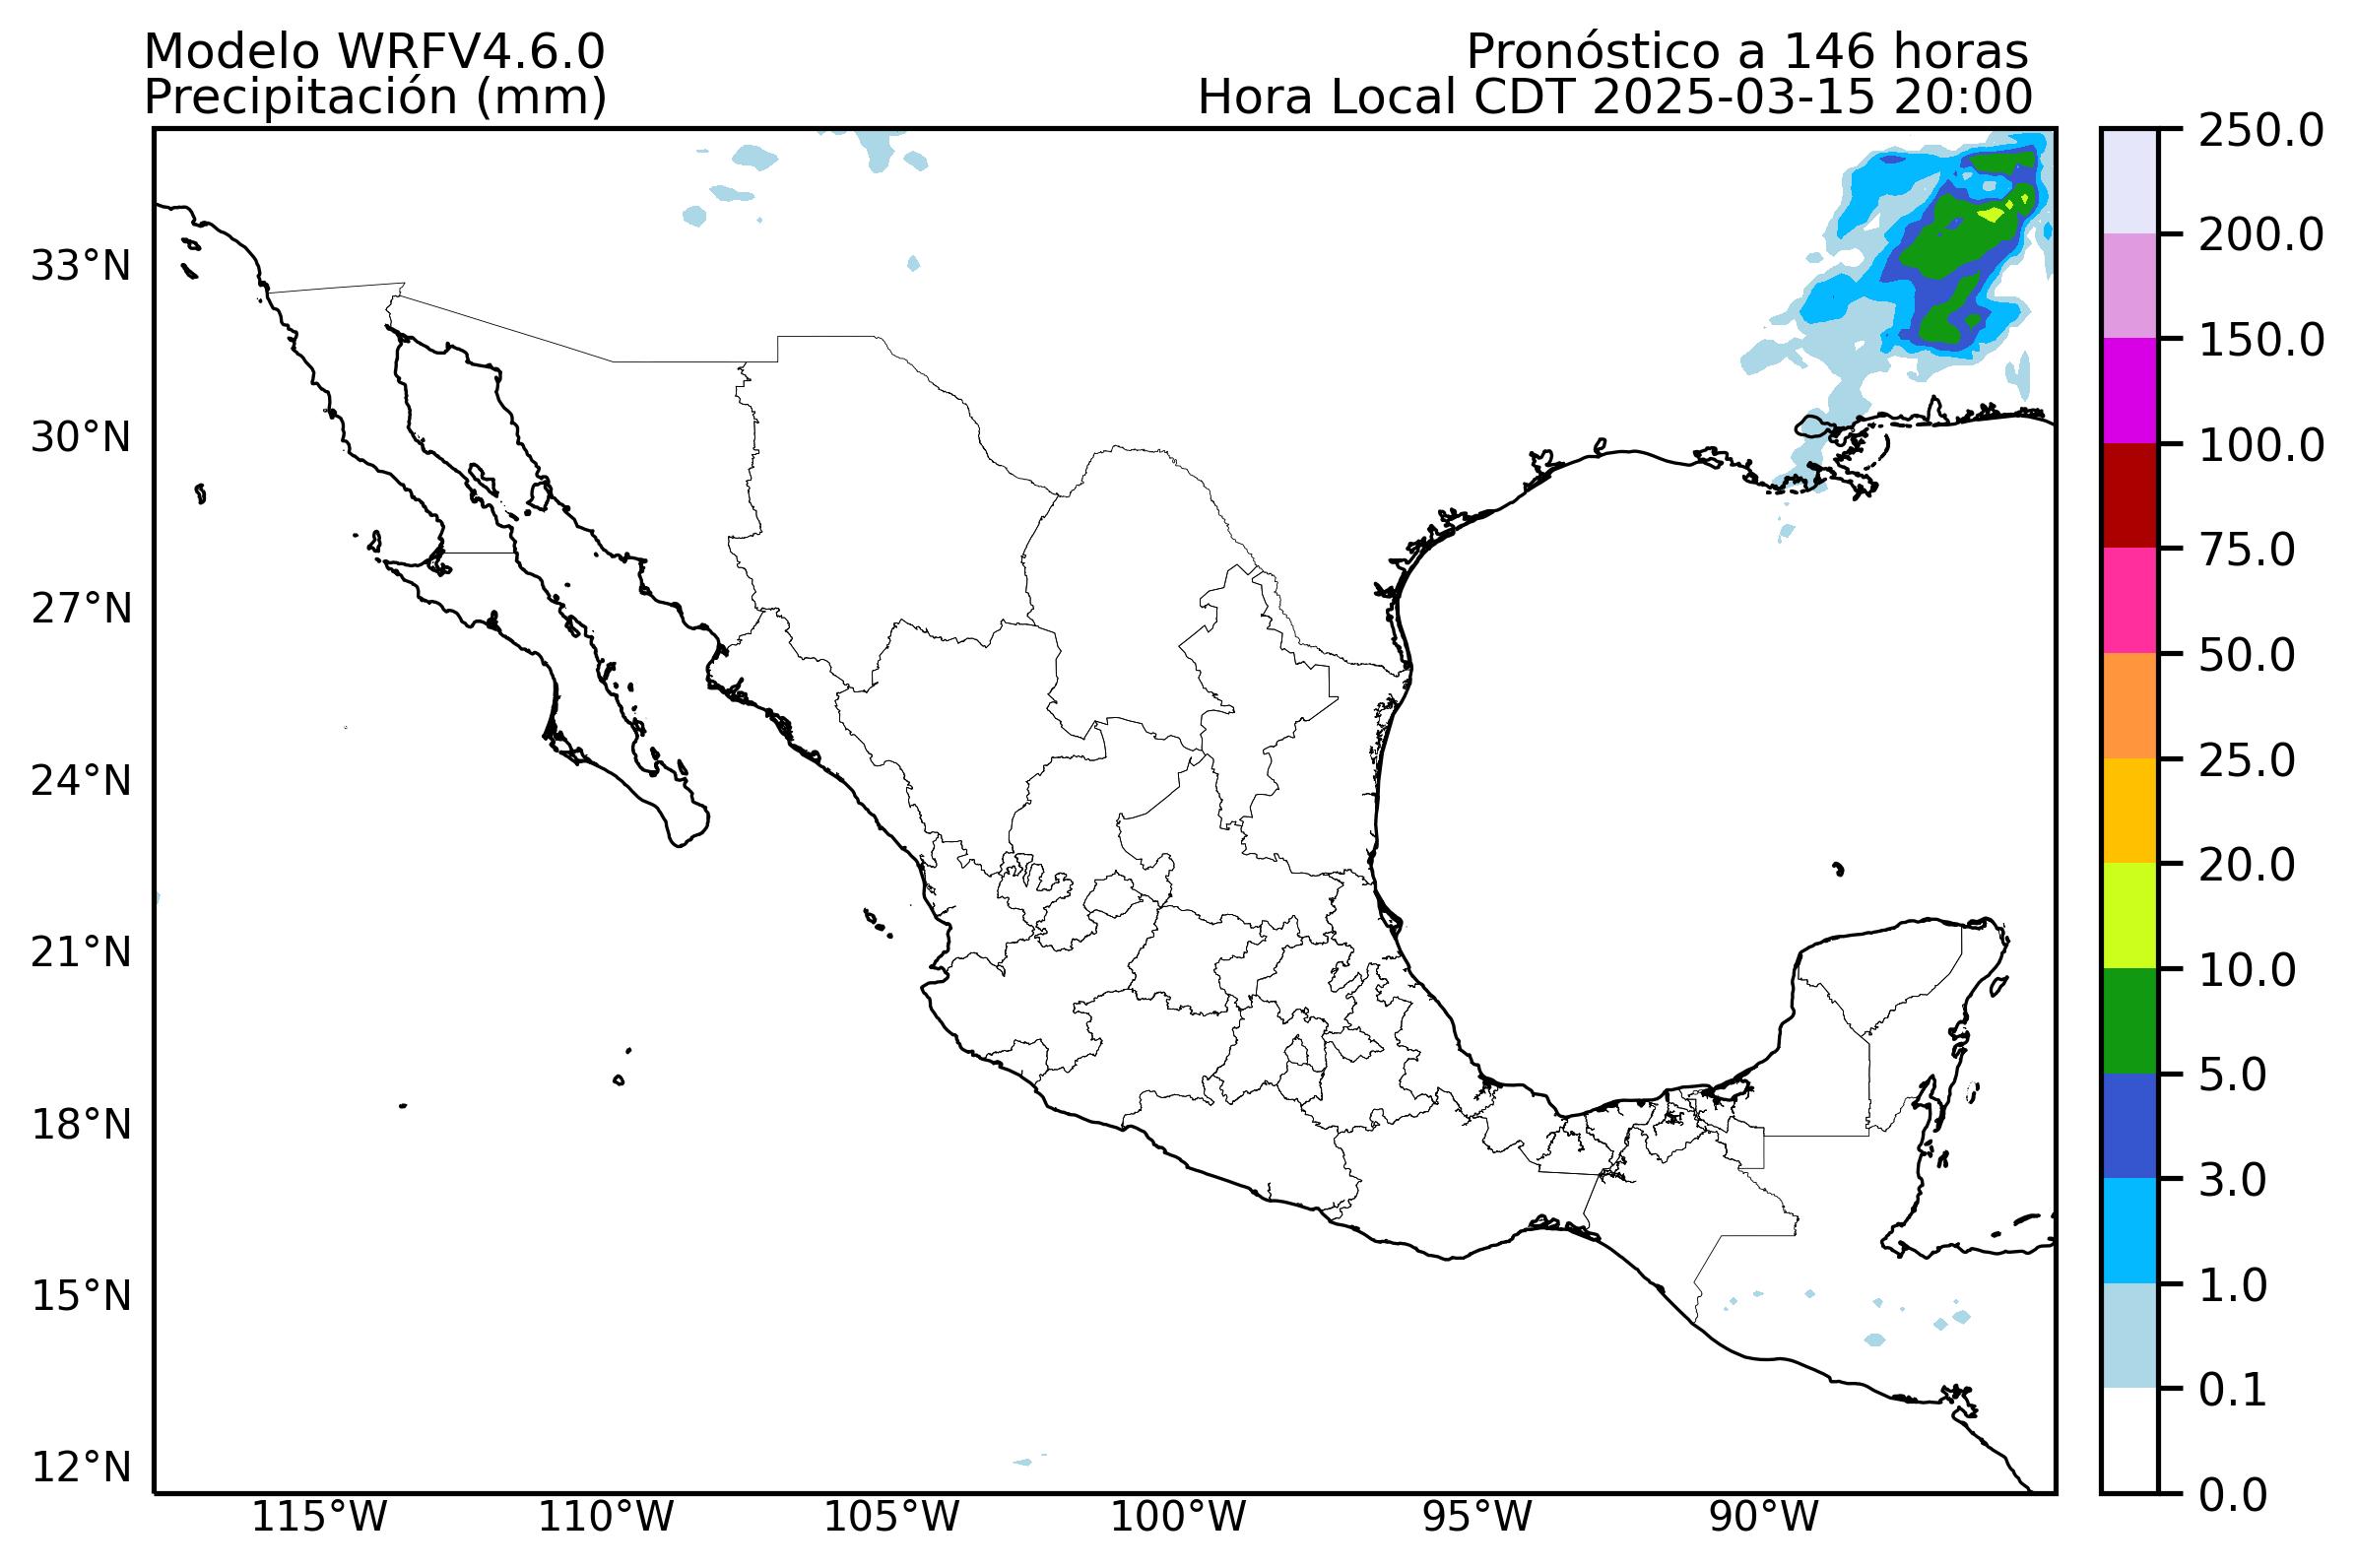 Modelo WRFV4.6.0
Pronóstico a 146 horas
Precipitación (mm)
Hora Local CDT 2025-03-15 20:00
33°N
30°N
27°N
24°N
21°N
18°N
15°N
12°N
115°W
110°W
105°W
100°W
95°W
90°W
250.0
200.0
150.0
100.0
75.0
50.0
25.0
20.0
10.0
5.0
3.0
1.0
0.1
0.0